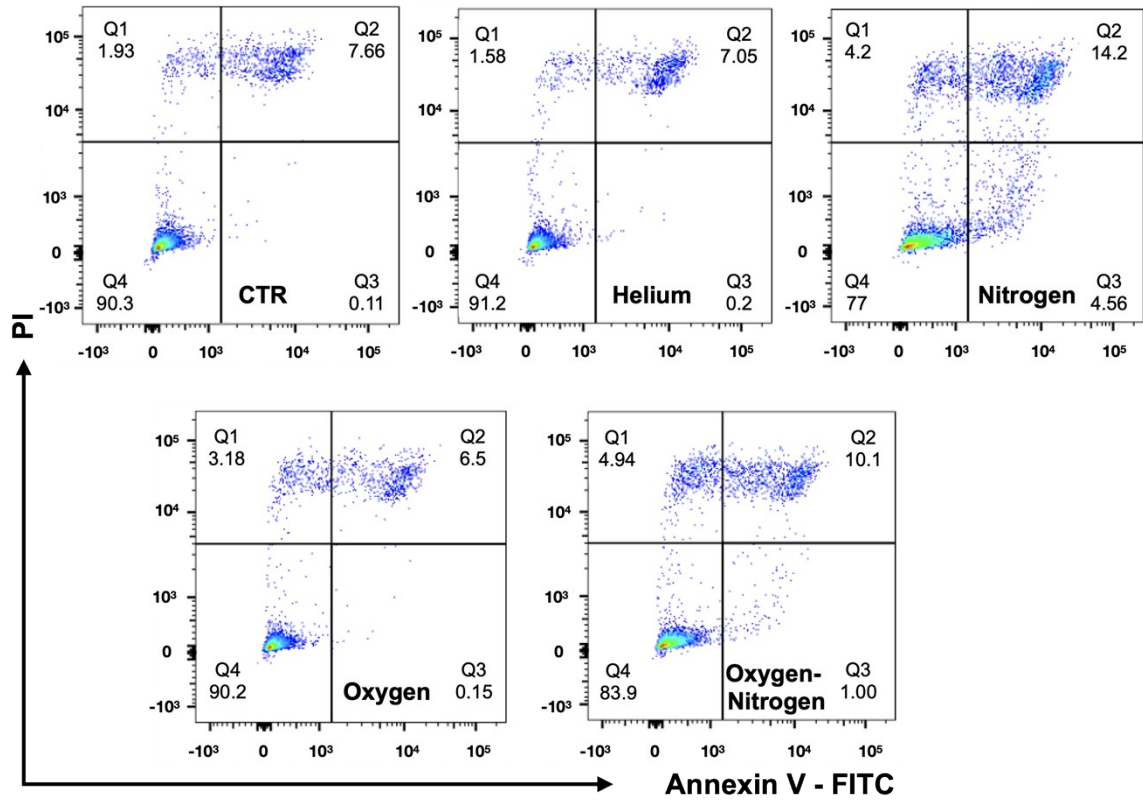 Q1
1.93
Q2
7.66
Q4
90.3
CTR
Q3
0.11
10⁵
10⁴
10³
0
-10³
-10³ 0 10³ 10⁴ 10⁵
Q1
1.58
Q2
7.05
Q4
91.2
Helium
Q3
0.2
10⁵
10⁴
10³
0
-10³
-10³ 0 10³ 10⁴ 10⁵
Q1
4.2
Q2
14.2
Q4
77
Nitrogen
Q3
4.56
10⁵
10⁴
10³
0
-10³
-10³ 0 10³ 10⁴ 10⁵
PI
Q1
3.18
Q2
6.5
Q4
90.2
Oxygen
Q3
0.15
10⁵
10⁴
10³
0
-10³
-10³ 0 10³ 10⁴ 10⁵
Q1
4.94
Q2
10.1
Q4
83.9
Oxygen-
Nitrogen
Q3
1.00
10⁵
10⁴
10³
0
-10³
-10³ 0 10³ 10⁴ 10⁵
Annexin V - FITC